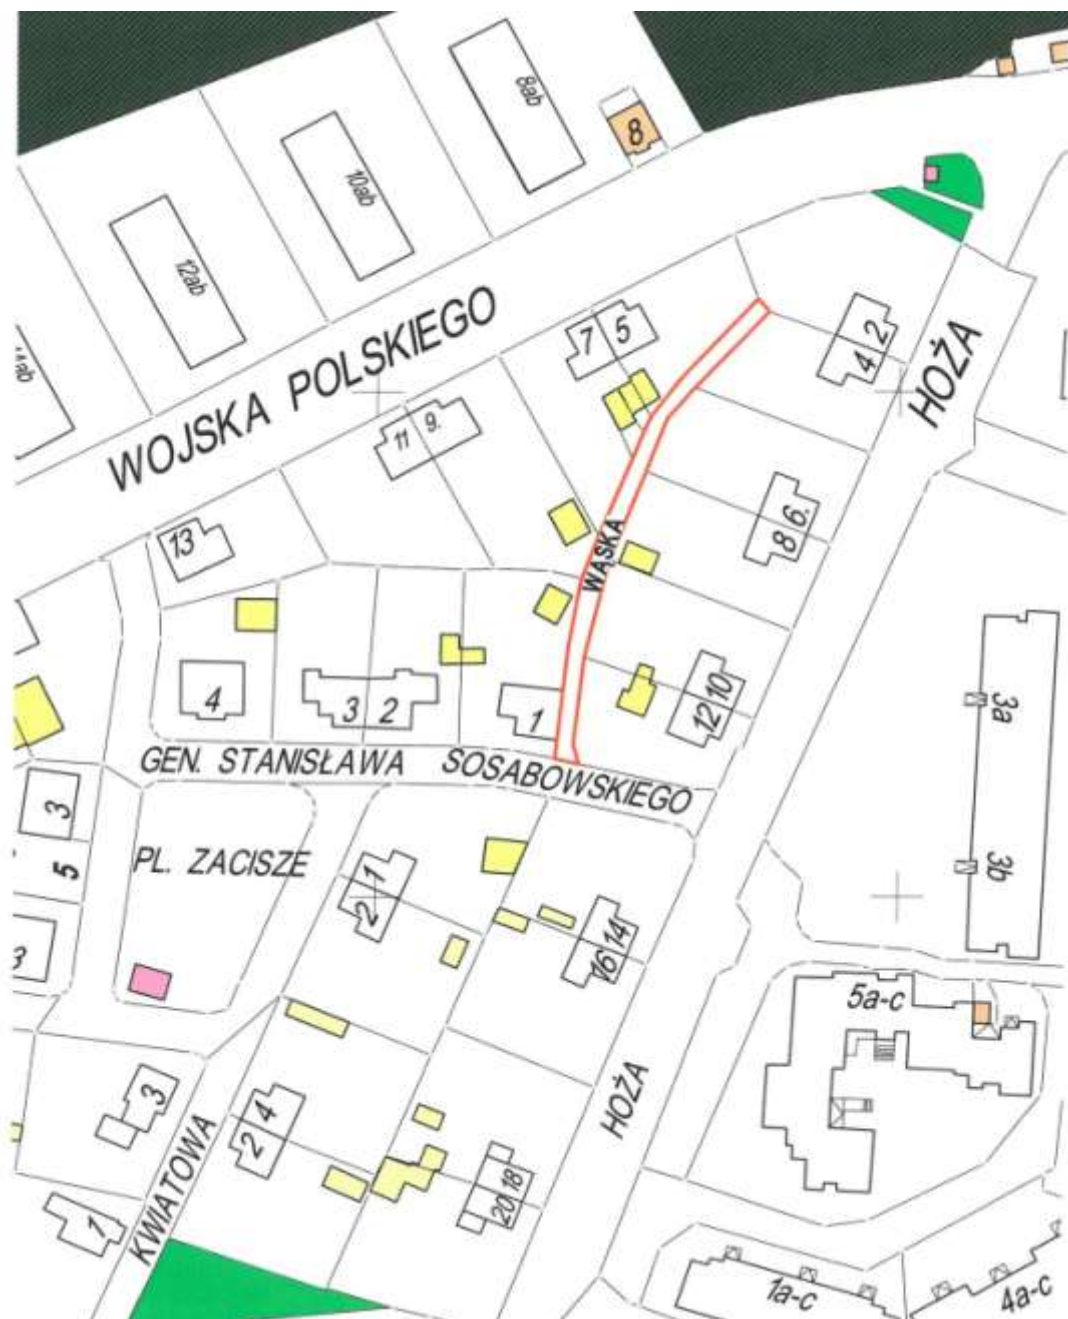 8ab
8
10ab
12ab
WOJSKA POLSKIEGO
7 5
2
4
HOŻA
11 9.
13
6.
8
WĄSKA
4
3 2
1
10
12
3a
3b
GEN. STANISŁAWA SOSABOWSKIEGO
3
5
PL. ZACISZE
1
2
14
16
3
5a-c
3
4
2
HOŻA
18
20
1
KWIATOWA
1a-c
4a-c